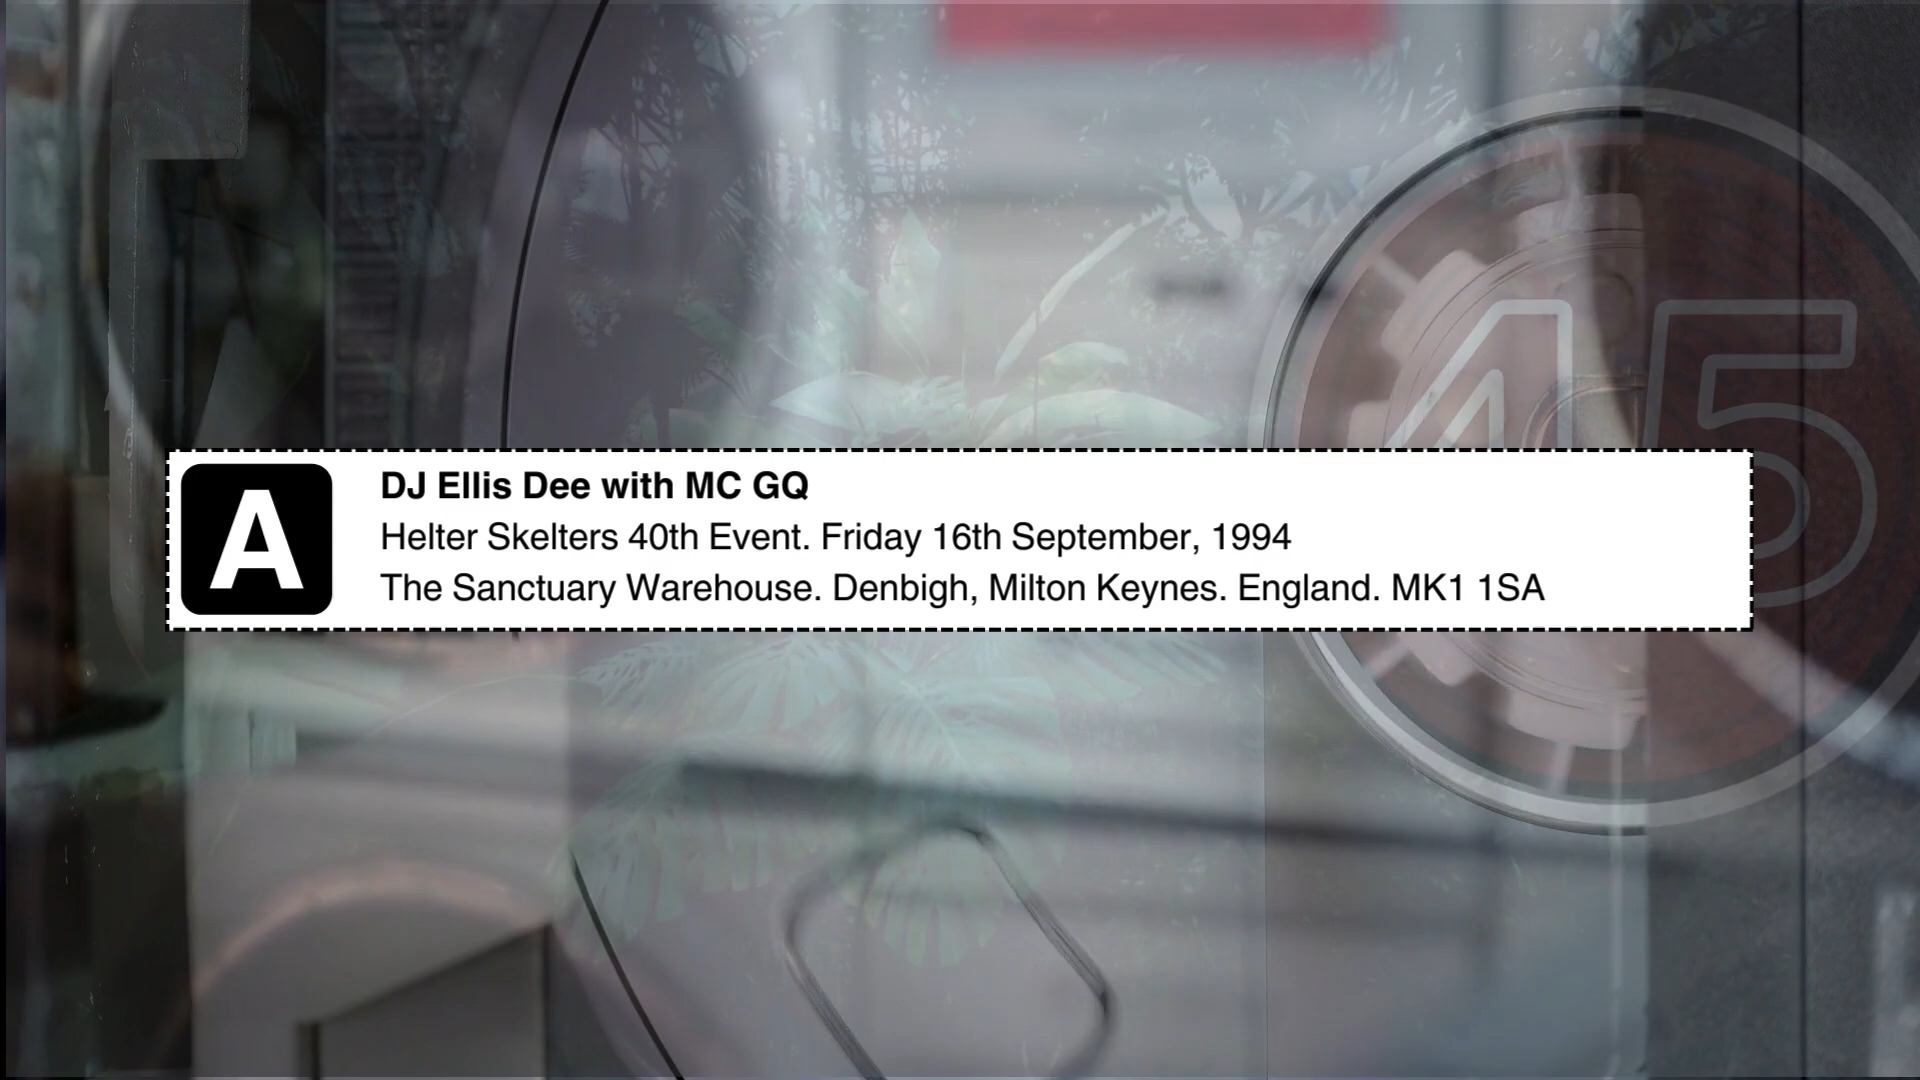 45
A
DJ Ellis Dee with MC GQ
Helter Skelters 40th Event. Friday 16th September, 1994
The Sanctuary Warehouse. Denbigh, Milton Keynes. England. MK1 1SA